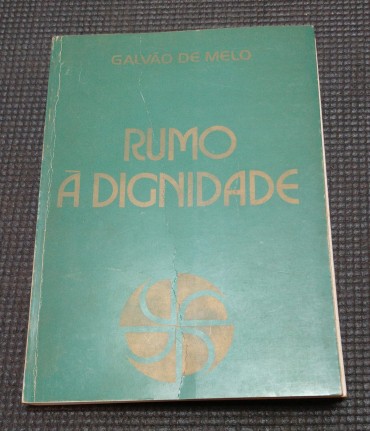 GALVÃO DE MELO
RUMO
À DIGNIDADE